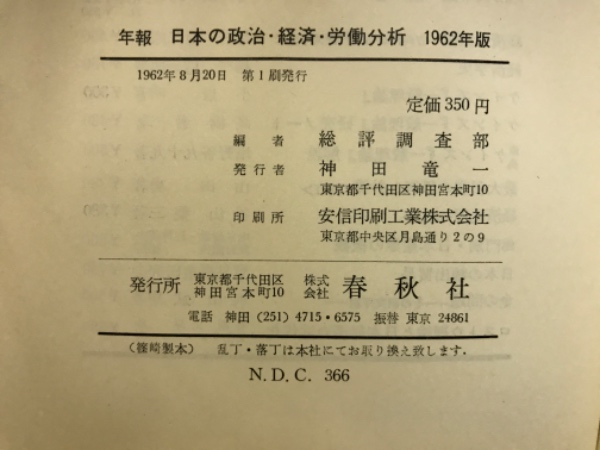 年報 日本の政治・経済・労働分析 1962年版
1962年8月20日 第1刷発行
定価350円
編者 総評調査部
発行者 神田竜一
東京都千代田区神田宮本町10
印刷所 安信印刷工業株式会社
東京都中央区月島通り2の9
発行所 東京都千代田区神田宮本町10 株式会社 春秋社
電話 神田(251)4715・6575 振替 東京 24861
(篠崎製本) 乱丁・落丁は本社にてお取り換え致します.
N.D.C. 366